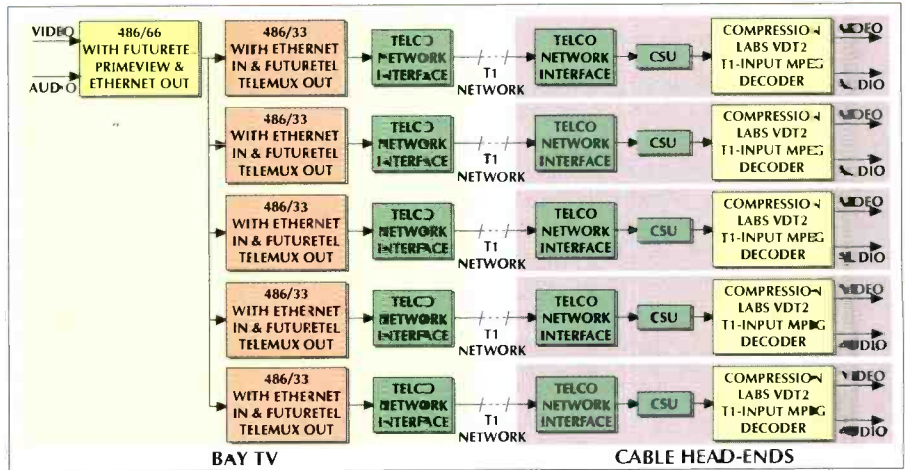 VIDEO
AUDIO
486/66
WITH FUTURETE
PRIMEVIEW &
ETHERNET OUT
486/33
WITH ETHERNET
IN & FUTURETEL
TELEMUX OUT
TELCO
NETWORK
INTERFACE
T1
NETWORK
TELCO
NETWORK
INTERFACE
CSU
COMPRESSION
LABS VDT2
T1-INPUT MPEG
DECODER
VIDEO
AUDIO
486/33
WITH ETHERNET
IN & FUTURETEL
TELEMUX OUT
TELCO
NETWORK
INTERFACE
T1
NETWORK
TELCO
NETWORK
INTERFACE
CSU
COMPRESSION
LABS VDT2
T1-INPUT MPEG
DECODER
VIDEO
AUDIO
486/33
WITH ETHERNET
IN & FUTURETEL
TELEMUX OUT
TELCO
NETWORK
INTERFACE
T1
NETWORK
TELCO
NETWORK
INTERFACE
CSU
COMPRESSION
LABS VDT2
T1-INPUT MPEG
DECODER
VIDEO
AUDIO
486/33
WITH ETHERNET
IN & FUTURETEL
TELEMUX OUT
TELCO
NETWORK
INTERFACE
T1
NETWORK
TELCO
NETWORK
INTERFACE
CSU
COMPRESSION
LABS VDT2
T1-INPUT MPEG
DECODER
VIDEO
AUDIO
486/33
WITH ETHERNET
IN & FUTURETEL
TELEMUX OUT
TELCO
NETWORK
INTERFACE
T1
NETWORK
TELCO
NETWORK
INTERFACE
CSU
COMPRESSION
LABS VDT2
T1-INPUT MPEG
DECODER
VIDEO
AUDIO
BAY TV
CABLE HEAD-ENDS